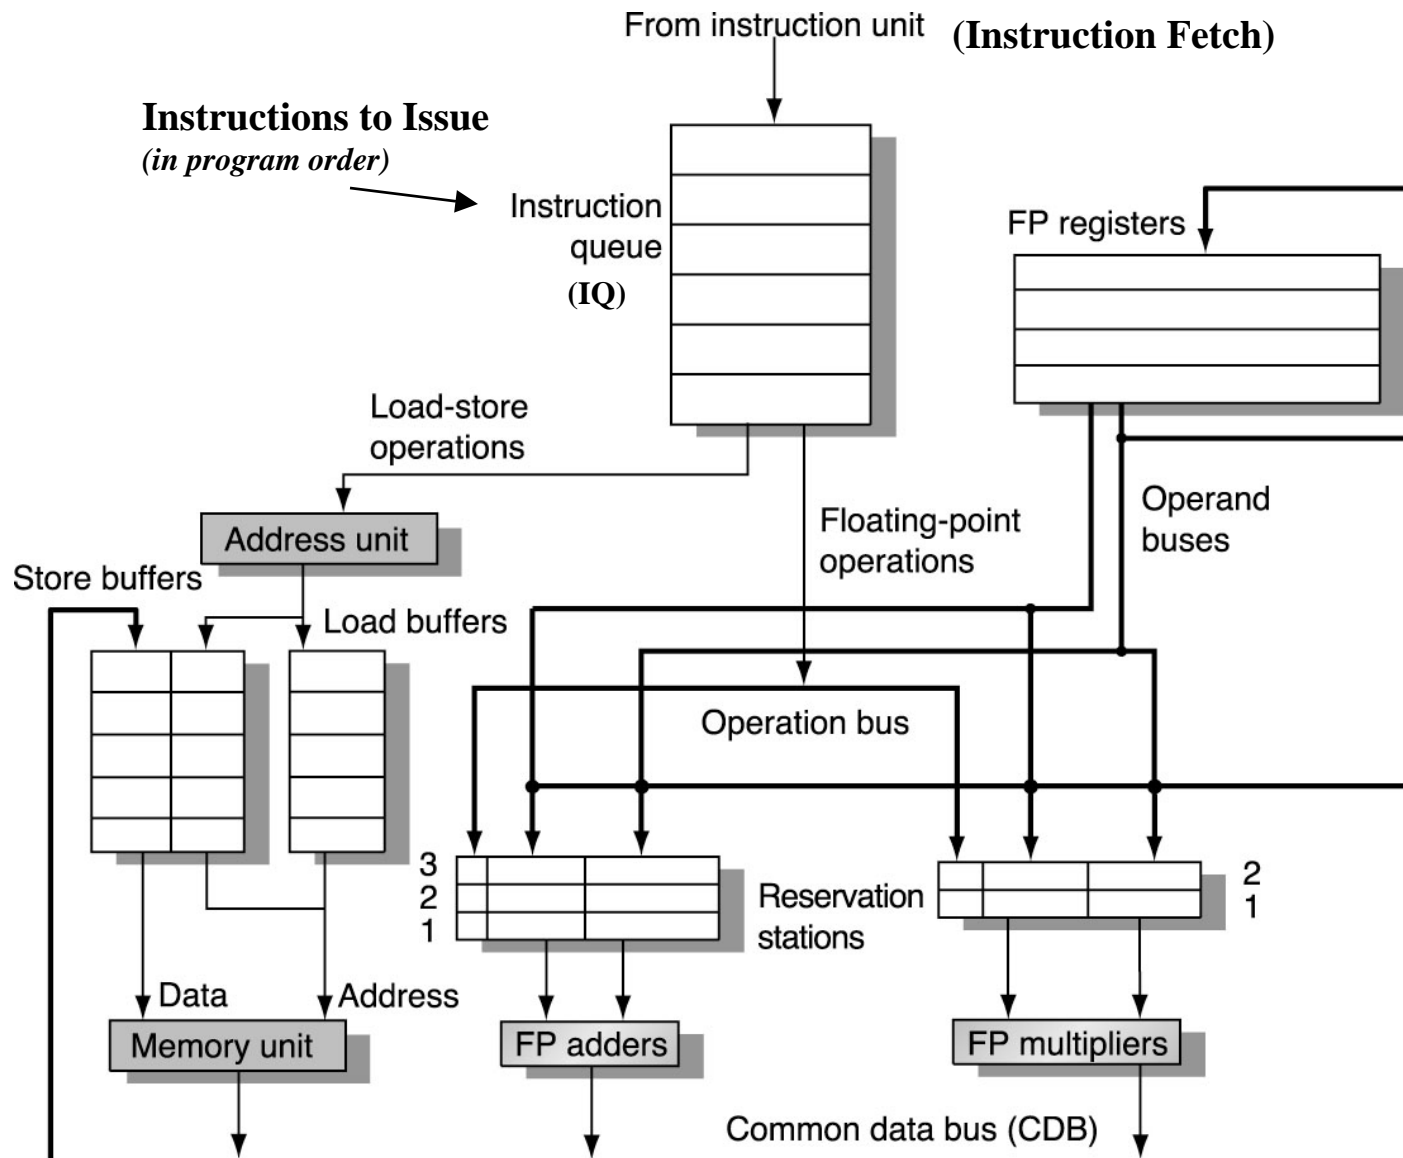 From instruction unit (Instruction Fetch)
Instructions to Issue
(in program order)
Instruction
queue
(IQ)
FP registers
Load-store
operations
Address unit
Floating-point
operations
Operand
buses
Store buffers
Load buffers
Operation bus
3
2
1
Reservation
stations
2
1
Data
Address
Memory unit
FP adders
FP multipliers
Common data bus (CDB)